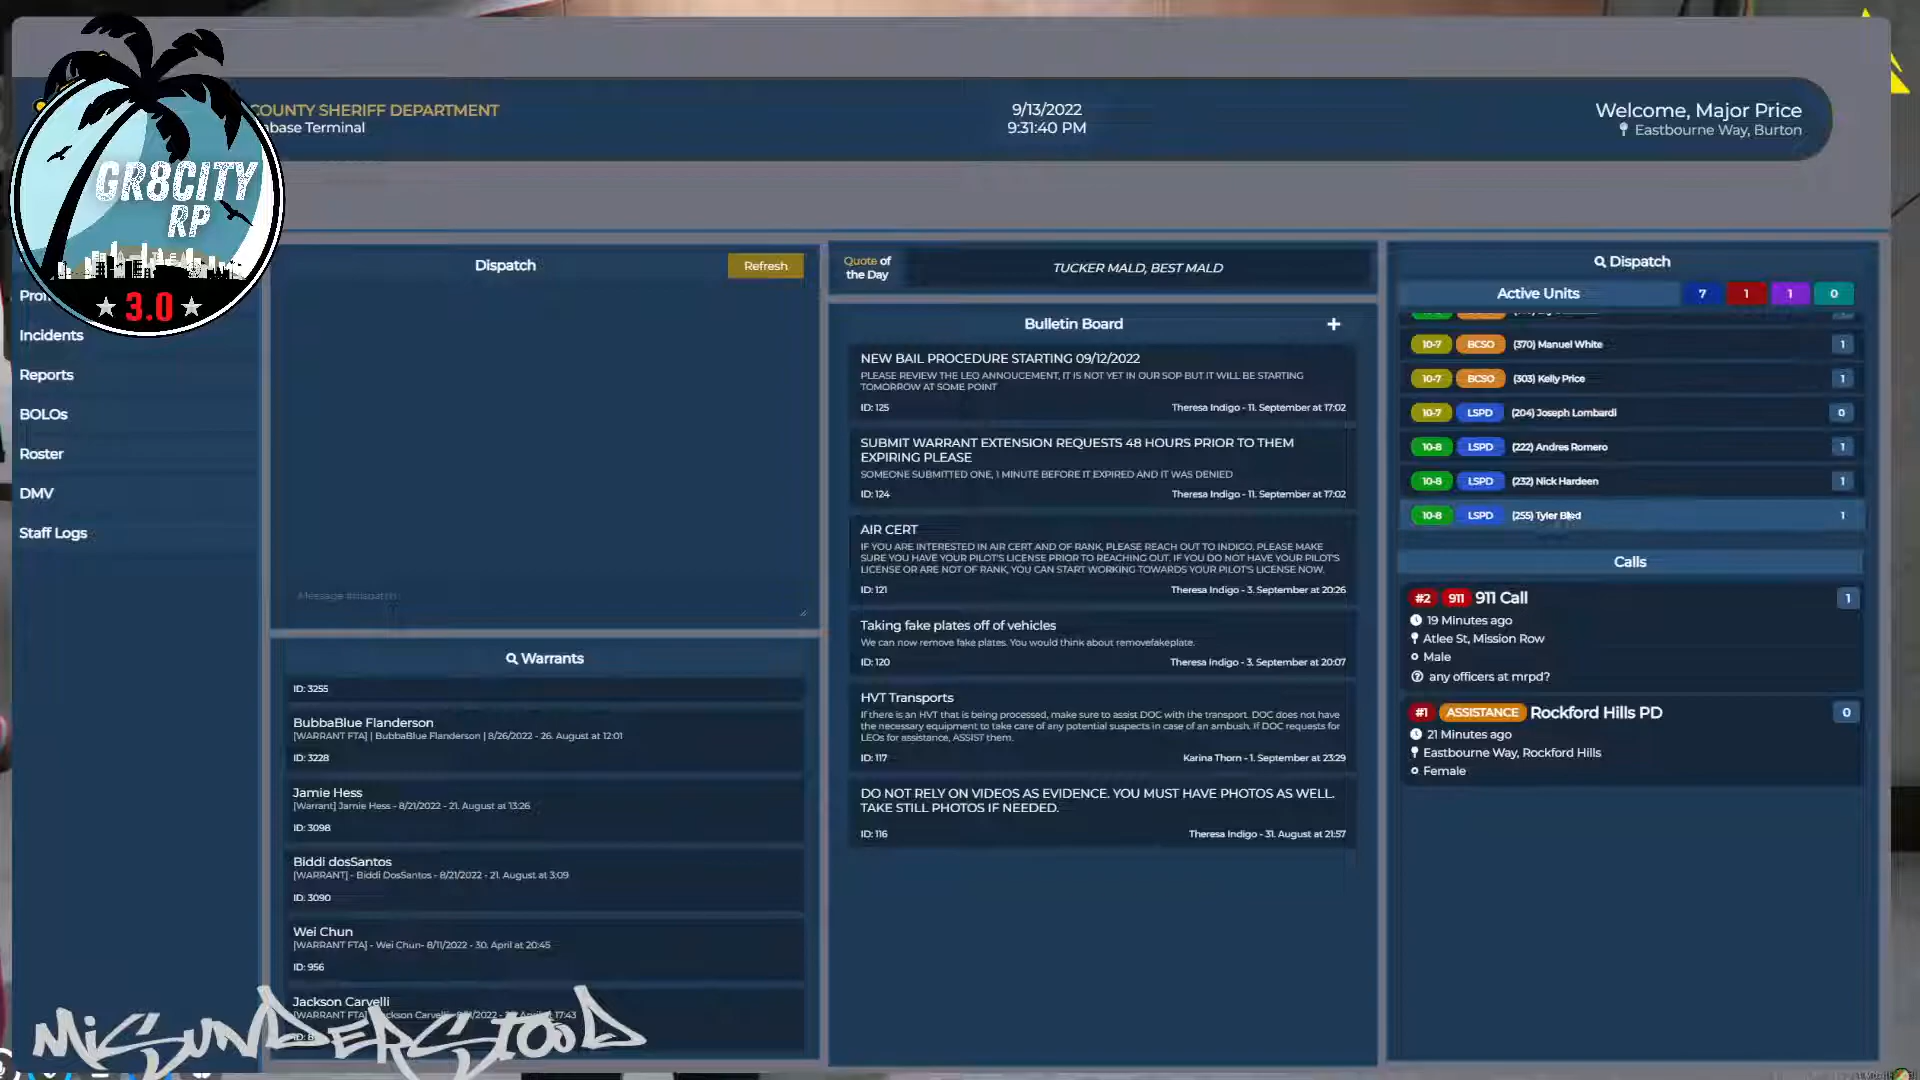 GR8CITY
RP
★ 3.0 ★
COUNTY SHERIFF DEPARTMENT
abase Terminal
9/13/2022
9:31:40 PM
Welcome, Major Price
Eastbourne Way, Burton
Incidents
Reports
BOLOs
Roster
DMV
Staff Logs
Dispatch
Refresh
Message #dispatch
Warrants
ID: 3255
BubbaBlue Flanderson
[WARRANT FTA] | BubbaBlue Flanderson | 8/26/2022 - 26. August at 12:01
ID: 3228
Jamie Hess
[Warrant] Jamie Hess - 8/21/2022 - 21. August at 13:26
ID: 3098
Biddi dosSantos
[WARRANT] - Biddi DosSantos - 8/21/2022 - 21. August at 3:09
ID: 3090
Wei Chun
[WARRANT FTA] - Wei Chun- 8/11/2022 - 30. April at 20:45
ID: 956
Jackson Carvelli
[WARRANT FTA]
MISUNDERSTOOD
Quote of
the Day
TUCKER MALD, BEST MALD
Bulletin Board
+
NEW BAIL PROCEDURE STARTING 09/12/2022
PLEASE REVIEW THE LEO ANNOUCEMENT, IT IS NOT YET IN OUR SOP BUT IT WILL BE STARTING
TOMORROW AT SOME POINT
ID: 125
Theresa Indigo - 11. September at 17:02
SUBMIT WARRANT EXTENSION REQUESTS 48 HOURS PRIOR TO THEM
EXPIRING PLEASE
SOMEONE SUBMITTED ONE, 1 MINUTE BEFORE IT EXPIRED AND IT WAS DENIED
ID: 124
Theresa Indigo - 11. September at 17:02
AIR CERT
IF YOU ARE INTERESTED IN AIR CERT AND OF RANK, PLEASE REACH OUT TO INDIGO. PLEASE MAKE
SURE YOU HAVE YOUR PILOT'S LICENSE PRIOR TO REACHING OUT. IF YOU DO NOT HAVE YOUR PILOT'S
LICENSE OR ARE NOT OF RANK, YOU CAN START WORKING TOWARDS YOUR PILOT'S LICENSE NOW.
ID: 121
Theresa Indigo - 3. September at 20:26
Taking fake plates off of vehicles
We can now remove fake plates. You would think about removefakeplate.
ID: 120
Theresa Indigo - 3. September at 20:07
HVT Transports
If there is an HVT that is being processed, make sure to assist DOC with the transport. DOC does not have
the necessary equipment to take care of any potential suspects in case of an ambush. If DOC requests for
LEOs for assistance, ASSIST them.
ID: 117
Karina Thorn - 1. September at 23:29
DO NOT RELY ON VIDEOS AS EVIDENCE. YOU MUST HAVE PHOTOS AS WELL.
TAKE STILL PHOTOS IF NEEDED.
ID: 116
Theresa Indigo - 31. August at 21:57
Dispatch
Active Units 7 1 1 0
10-7 BCSO (370) Manuel White 1
10-7 BCSO (303) Kelly Price 1
10-7 LSPD (204) Joseph Lombardi 0
10-8 LSPD (222) Andres Romero 1
10-8 LSPD (232) Nick Hardeen 1
10-8 LSPD (255) Tyler 1
Calls
#2 911 911 Call 1
19 Minutes ago
Atlee St, Mission Row
Male
any officers at mrpd?
#1 ASSISTANCE Rockford Hills PD 0
21 Minutes ago
Eastbourne Way, Rockford Hills
Female